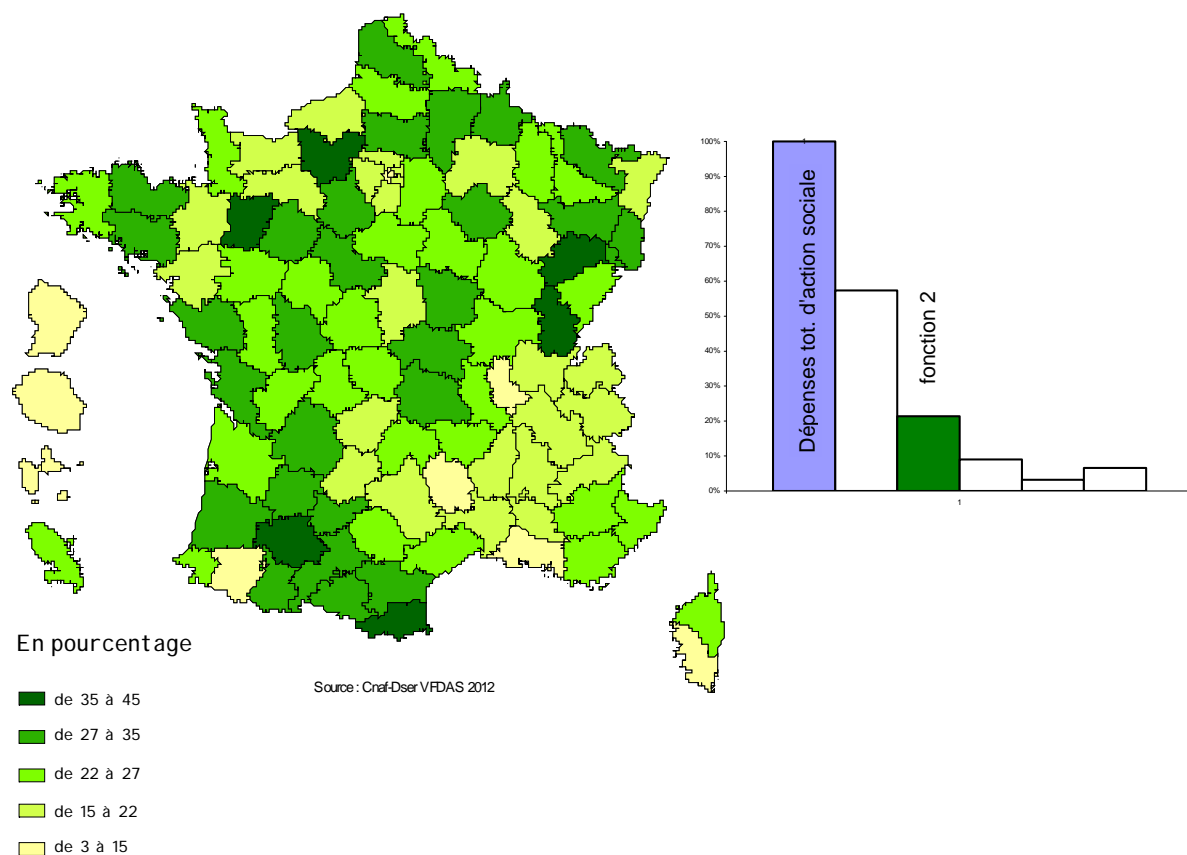 100%
90%
80%
70%
60%
50%
40%
30%
20%
10%
0%
Dépenses tot. d'action sociale
fonction 2
1
En pourcentage
Source : Cnaf-Dser VFDAS 2012
de 35 à 45
de 27 à 35
de 22 à 27
de 15 à 22
de 3 à 15